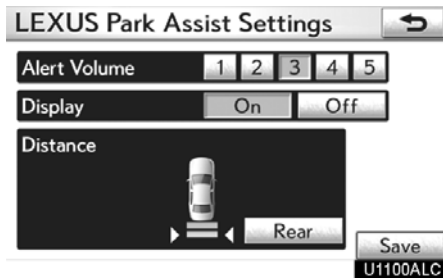 LEXUS Park Assist Settings
Alert Volume 1 2 3 4 5
Display On Off
Distance
Rear
Save
U1100ALC